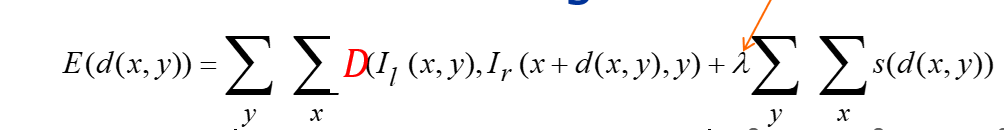 E(d(x, y)) = ∑_y ∑_x D(I_l (x, y), I_r (x + d(x, y), y) + λ ∑_y ∑_x s(d(x, y))